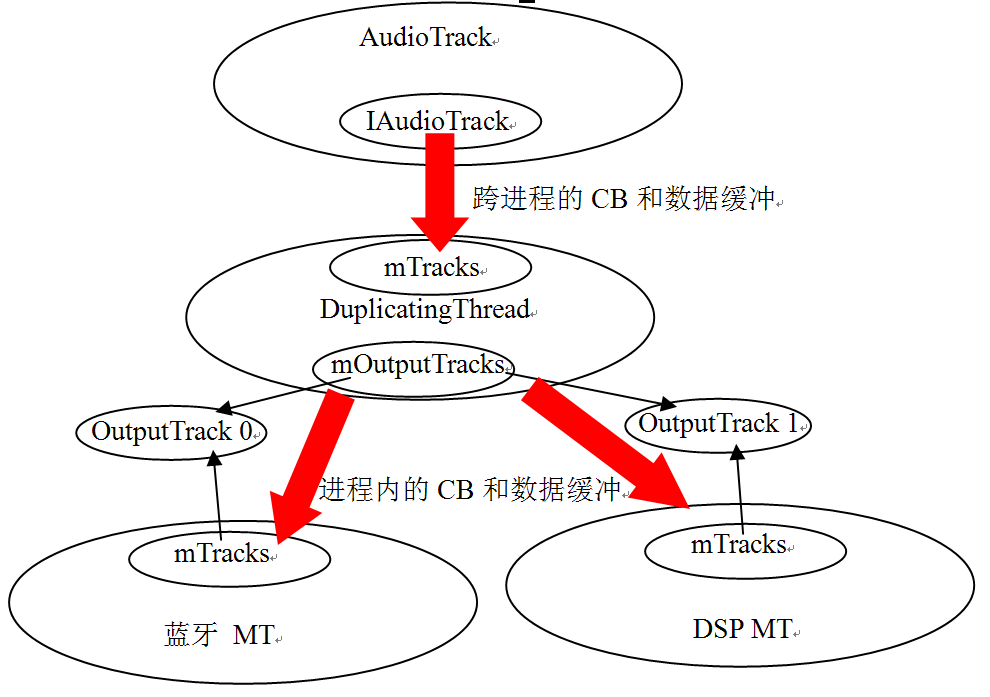 AudioTrack
IAudioTrack
跨进程的 CB 和数据缓冲
mTracks
DuplicatingThread
mOutputTracks
OutputTrack 0
OutputTrack 1
进程内的 CB 和数据缓冲
mTracks
mTracks
蓝牙 MT
DSP MT